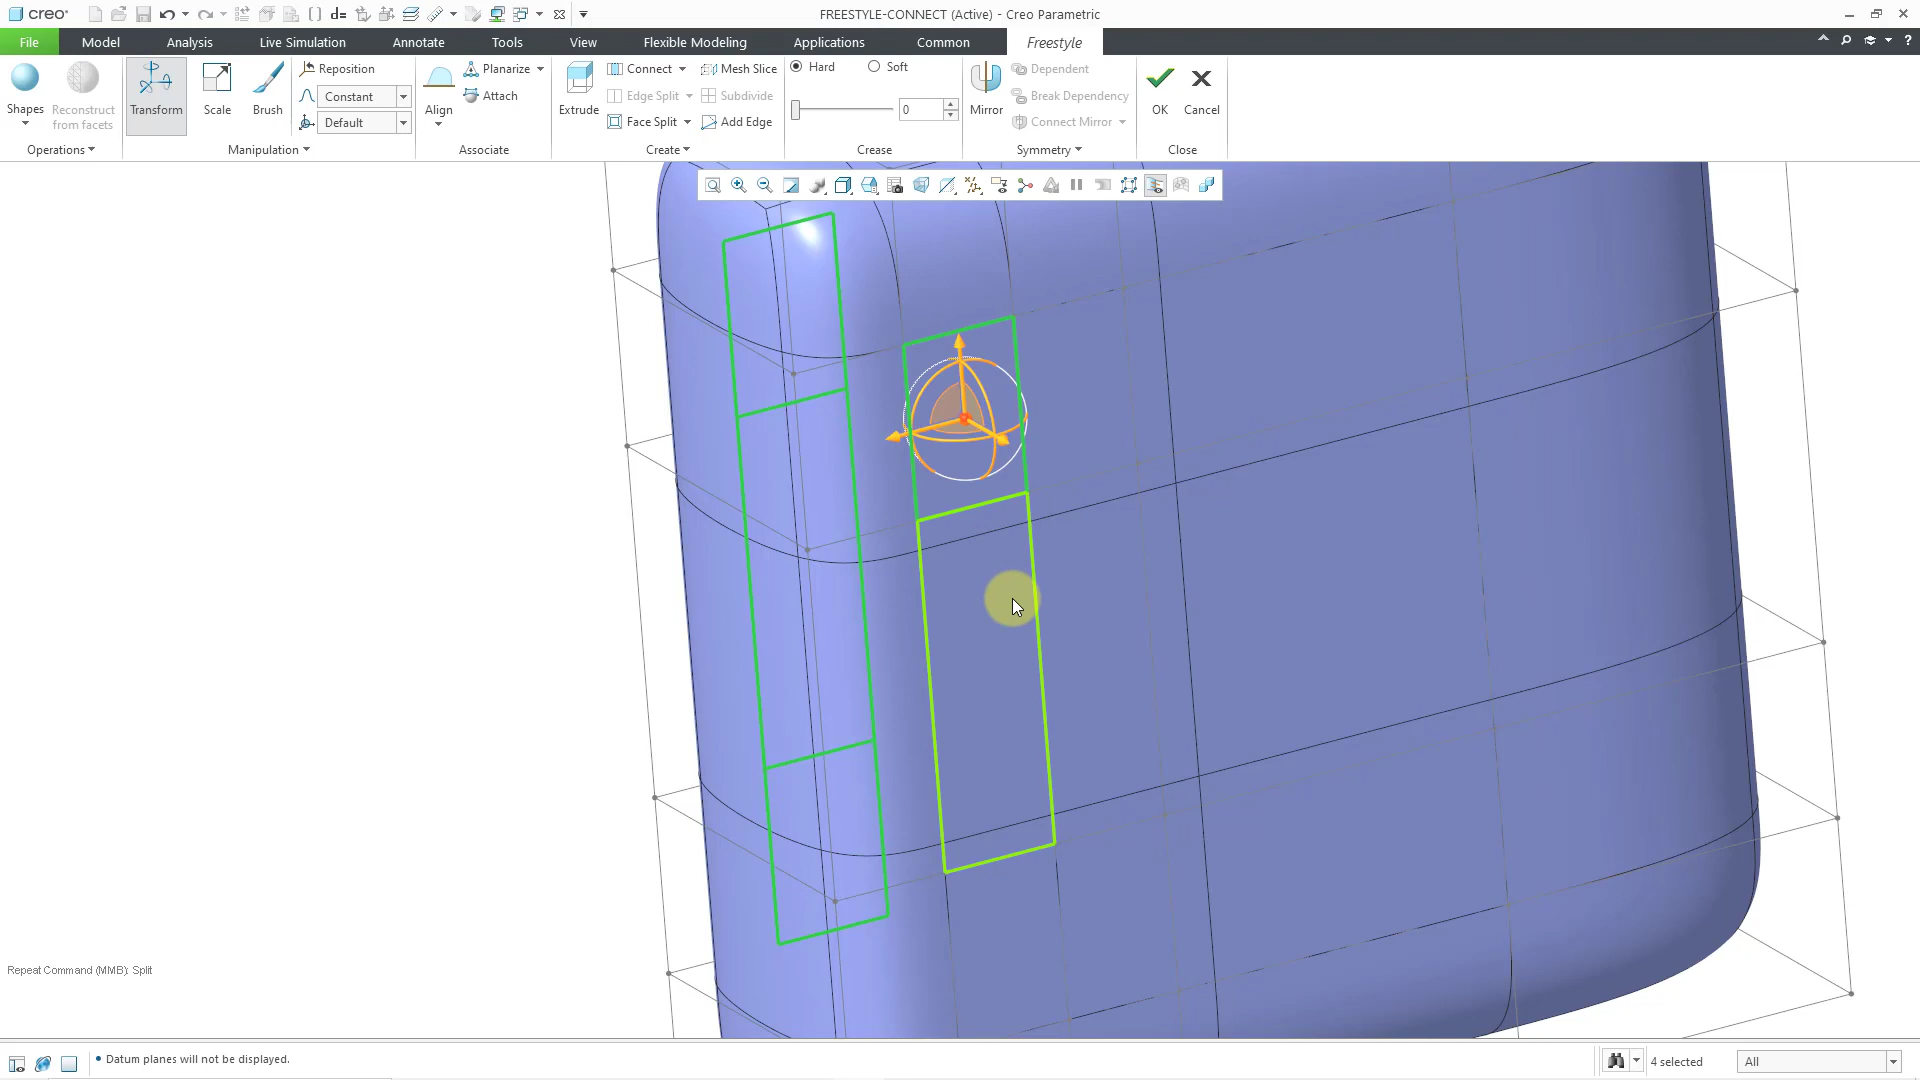 creo
FREESTYLE-CONNECT (Active) - Creo Parametric
File
Model
Analysis
Live Simulation
Annotate
Tools
View
Flexible Modeling
Applications
Common
Freestyle
Shapes
Reconstruct
from facets
Operations
Transform
Scale
Brush
Reposition
Constant
Default
Manipulation
Align
Planarize
Attach
Associate
Extrude
Connect
Edge Split
Face Split
Mesh Slice
Subdivide
Add Edge
Create
Hard
Soft
0
Crease
Mirror
Dependent
Break Dependency
Connect Mirror
Symmetry
OK
Cancel
Close
Repeat Command (MMB): Split
• Datum planes will not be displayed.
4 selected
All